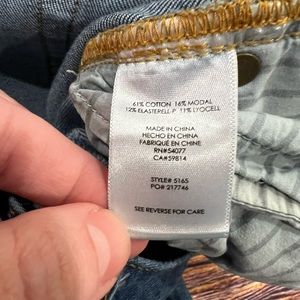 61% COTTON 16% MODAL
12% ELASTERELL-P 11% LYOCELL
MADE IN CHINA
HECHO EN CHINA
FABRIQUÉ EN CHINE
RN#54077
CA#59814
STYLE# 5165
PO# 217746
SEE REVERSE FOR CARE